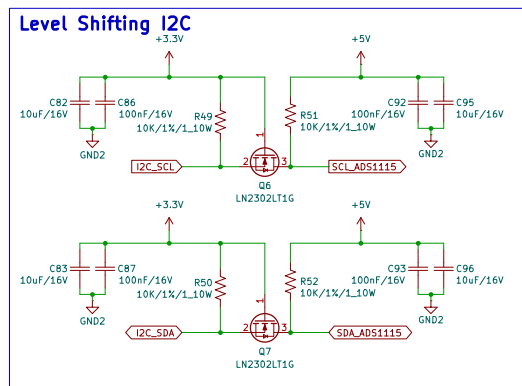 Level Shifting I2C
+3.3V
+5V
C82
10uF/16V
C86
100nF/16V
R49
10K/1%/1_10W
R51
10K/1%/1_10W
C92
100nF/16V
C95
10uF/16V
GND2
GND2
1
I2C_SCL
2
3
SCL_ADS1115
Q6
LN2302LT1G
+3.3V
+5V
C83
10uF/16V
C87
100nF/16V
R50
10K/1%/1_10W
R52
10K/1%/1_10W
C93
100nF/16V
C96
10uF/16V
GND2
GND2
1
I2C_SDA
2
3
SDA_ADS1115
Q7
LN2302LT1G